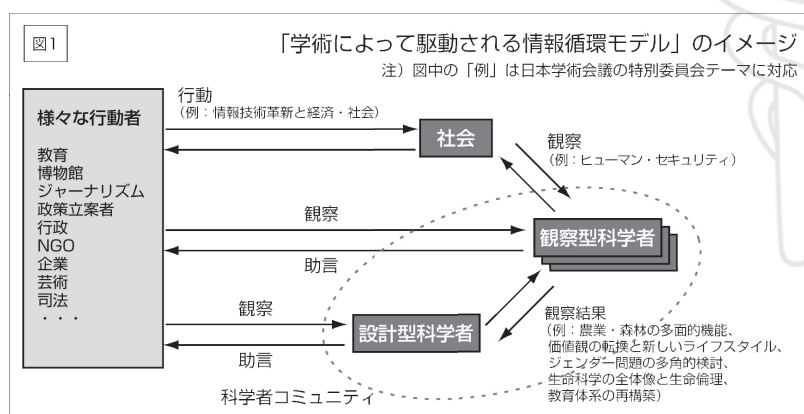 図1
「学術によって駆動される情報循環モデル」のイメージ
注）図中の「例」は日本学術会議の特別委員会テーマに対応
様々な行動者
教育
博物館
ジャーナリズム
政策立案者
行政
NGO
企業
芸術
司法
・・・
行動
（例：情報技術革新と経済・社会）
社会
観察
（例：ヒューマン・セキュリティ）
観察
助言
観察型科学者
観察
助言
設計型科学者
観察結果
（例：農業・森林の多面的機能、
価値観の転換と新しいライフスタイル、
ジェンダー問題の多角的検討、
生命科学の全体像と生命倫理、
教育体系の再構築）
科学者コミュニティ